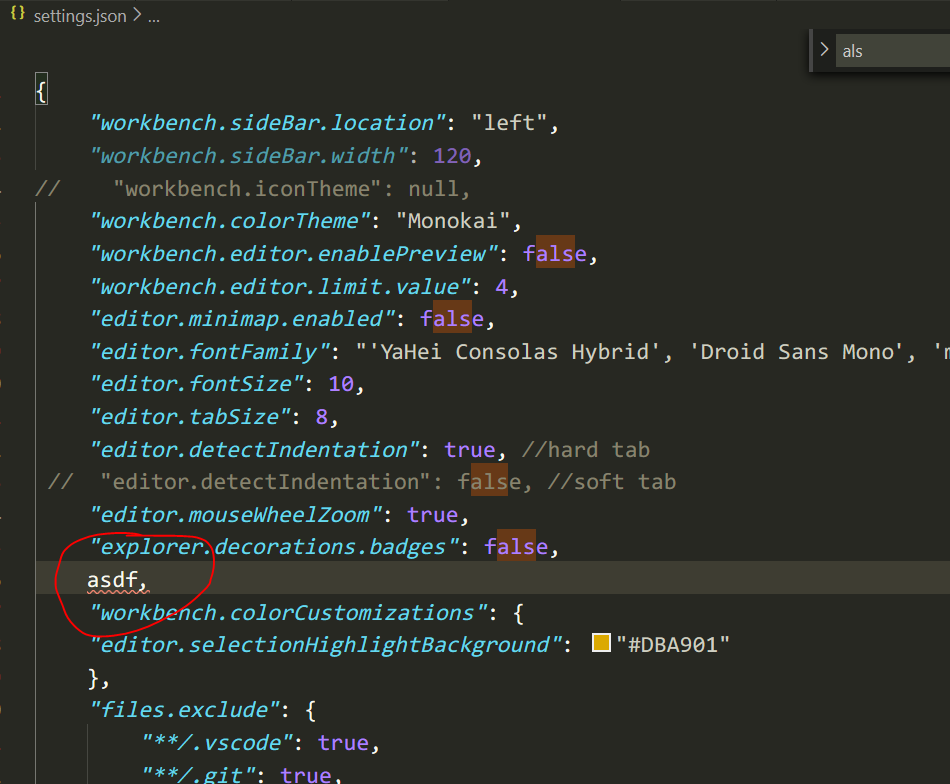 {} settings.json > ...
als
{
"workbench.sideBar.location": "left",
"workbench.sideBar.width": 120,
//    "workbench.iconTheme": null,
"workbench.colorTheme": "Monokai",
"workbench.editor.enablePreview": false,
"workbench.editor.limit.value": 4,
"editor.minimap.enabled": false,
"editor.fontFamily": "'YaHei Consolas Hybrid', 'Droid Sans Mono', '
"editor.fontSize": 10,
"editor.tabSize": 8,
"editor.detectIndentation": true, //hard tab
//  "editor.detectIndentation": false, //soft tab
"editor.mouseWheelZoom": true,
"explorer.decorations.badges": false,
asdf,
"workbench.colorCustomizations": {
"editor.selectionHighlightBackground": "#DBA901"
},
"files.exclude": {
"**/.vscode": true,
"**/.git": true,